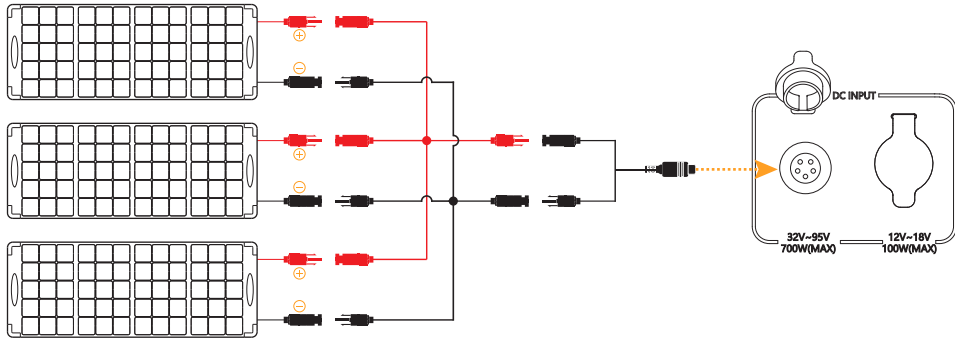 ⊕
⊖
DC INPUT
⊕
⊖
32V~95V
700W(MAX)
12V~18V
100W(MAX)
⊕
⊖